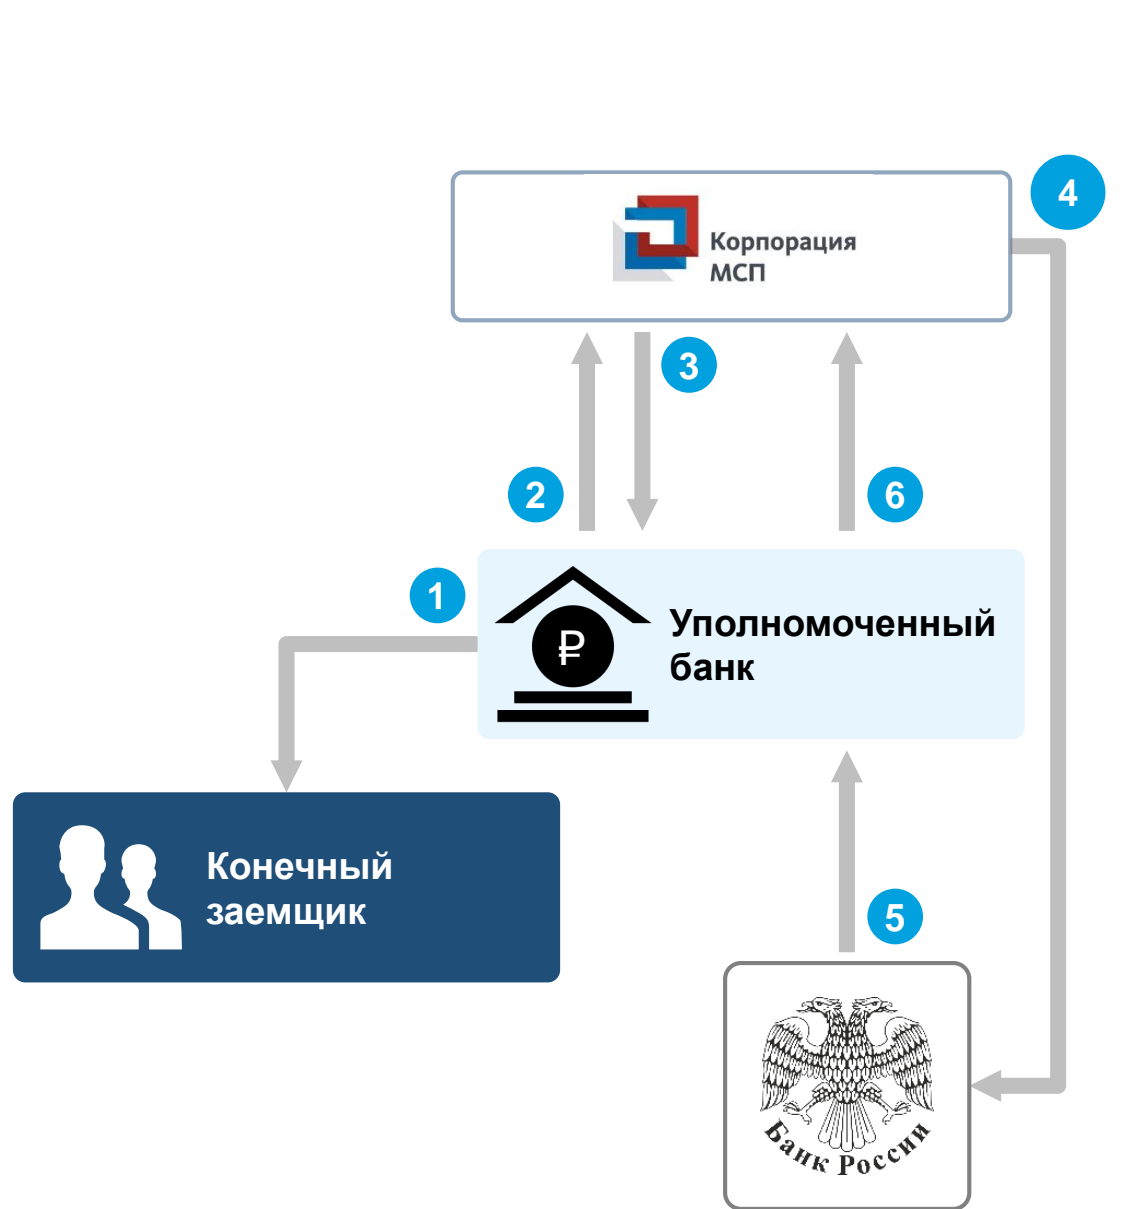 4
Корпорация
МСП
3
2
6
1
Уполномоченный
банк
₽
Конечный
заемщик
5
Банк России